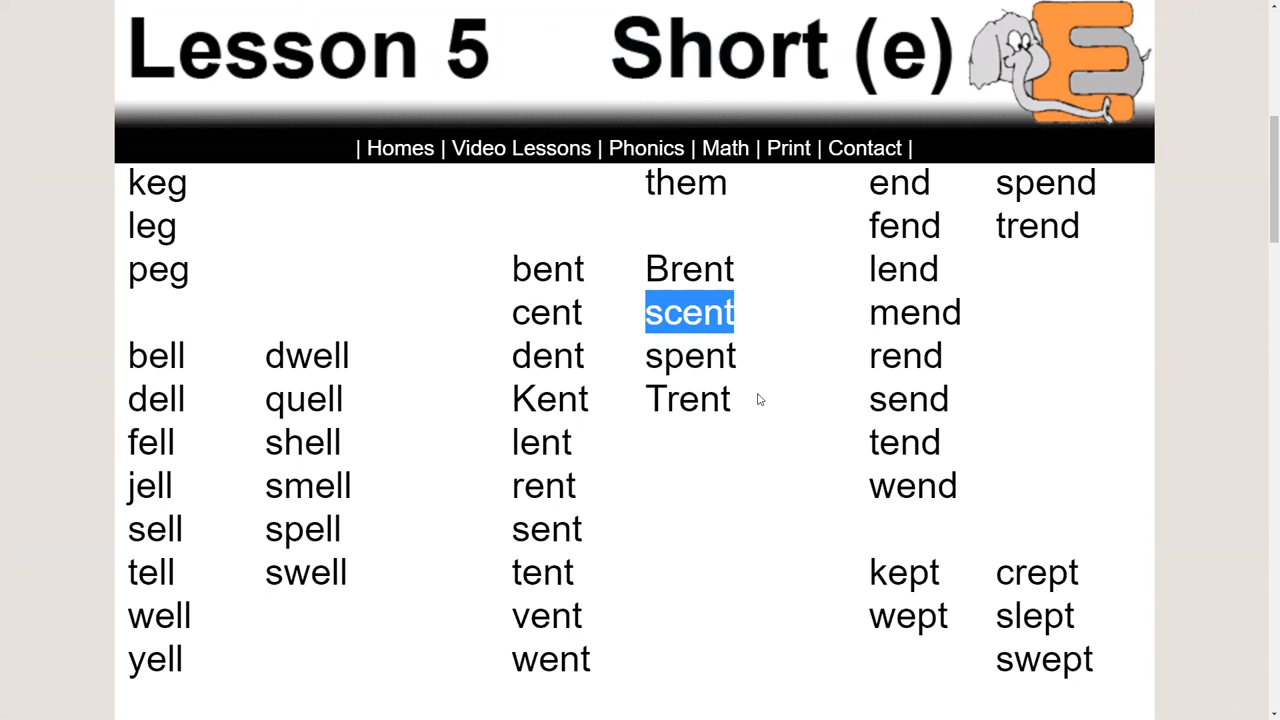 Lesson 5 Short (e) E
| Homes | Video Lessons | Phonics | Math | Print | Contact |
keg them end spend
leg fend trend
peg bent Brent lend
cent scent mend
bell dwell dent spent rend
dell quell Kent Trent send
fell shell lent tend
jell smell rent wend
sell spell sent
tell swell tent kept crept
well vent wept slept
yell went swept